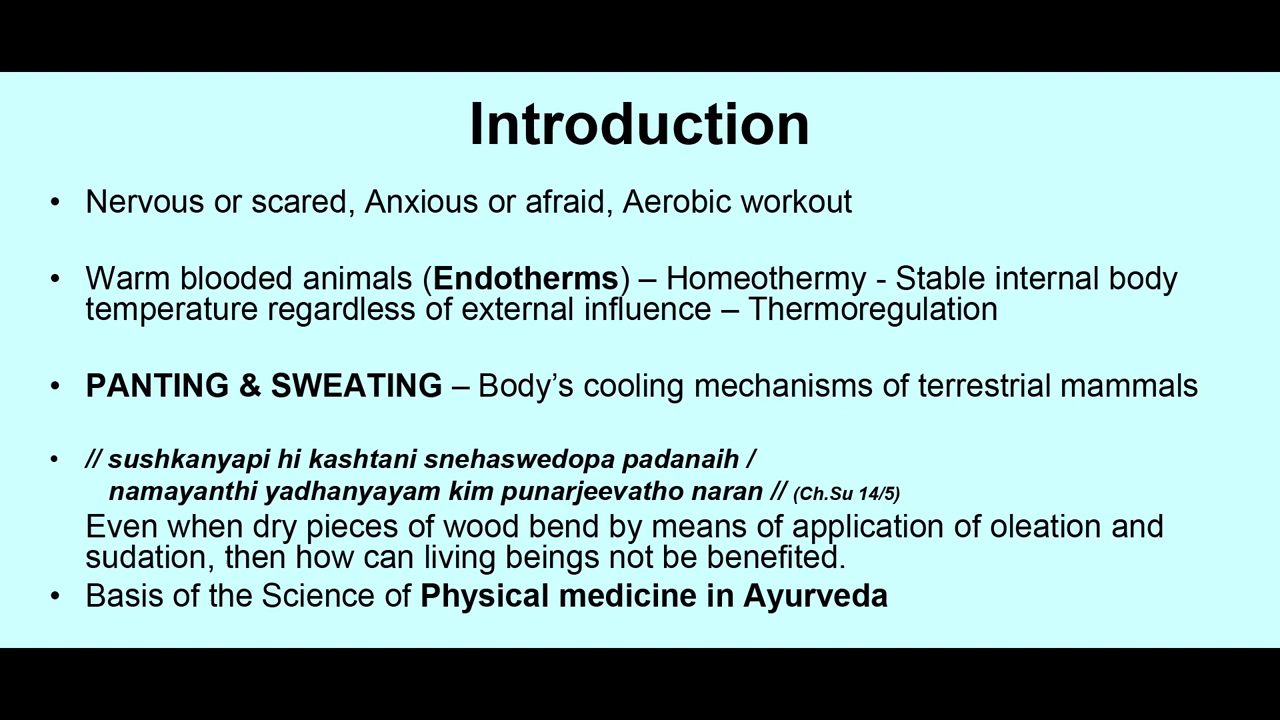 Introduction
• Nervous or scared, Anxious or afraid, Aerobic workout
• Warm blooded animals (Endotherms) – Homeothermy - Stable internal body
temperature regardless of external influence – Thermoregulation
• PANTING & SWEATING – Body’s cooling mechanisms of terrestrial mammals
• // sushkanyapi hi kashtani snehaswedopa padanaih /
namayanthi yadhanyayam kim punarjeevatho naran // (Ch.Su 14/5)
Even when dry pieces of wood bend by means of application of oleation and
sudation, then how can living beings not be benefited.
• Basis of the Science of Physical medicine in Ayurveda